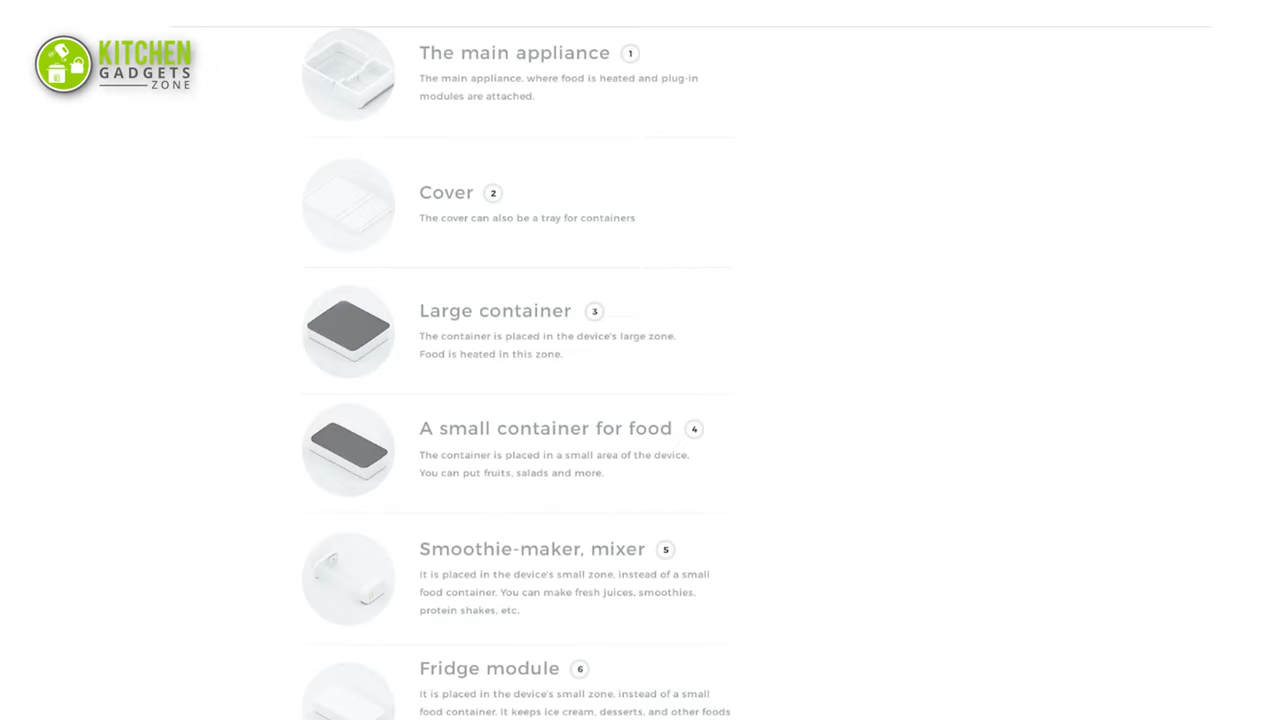 KITCHEN
GADGETS
ZONE
The main appliance 1
The main appliance, where food is heated and plug-in
modules are attached.
Cover 2
The cover can also be a tray for containers
Large container 3
The container is placed in the device's large zone.
Food is heated in this zone.
A small container for food 4
The container is placed in a small area of the device.
You can put fruits, salads and more.
Smoothie-maker, mixer 5
It is placed in the device's small zone, instead of a small
food container. You can make fresh juices, smoothies,
protein shakes, etc.
Fridge module 6
It is placed in the device's small zone, instead of a small
food container. It keeps ice cream, desserts, and other foods